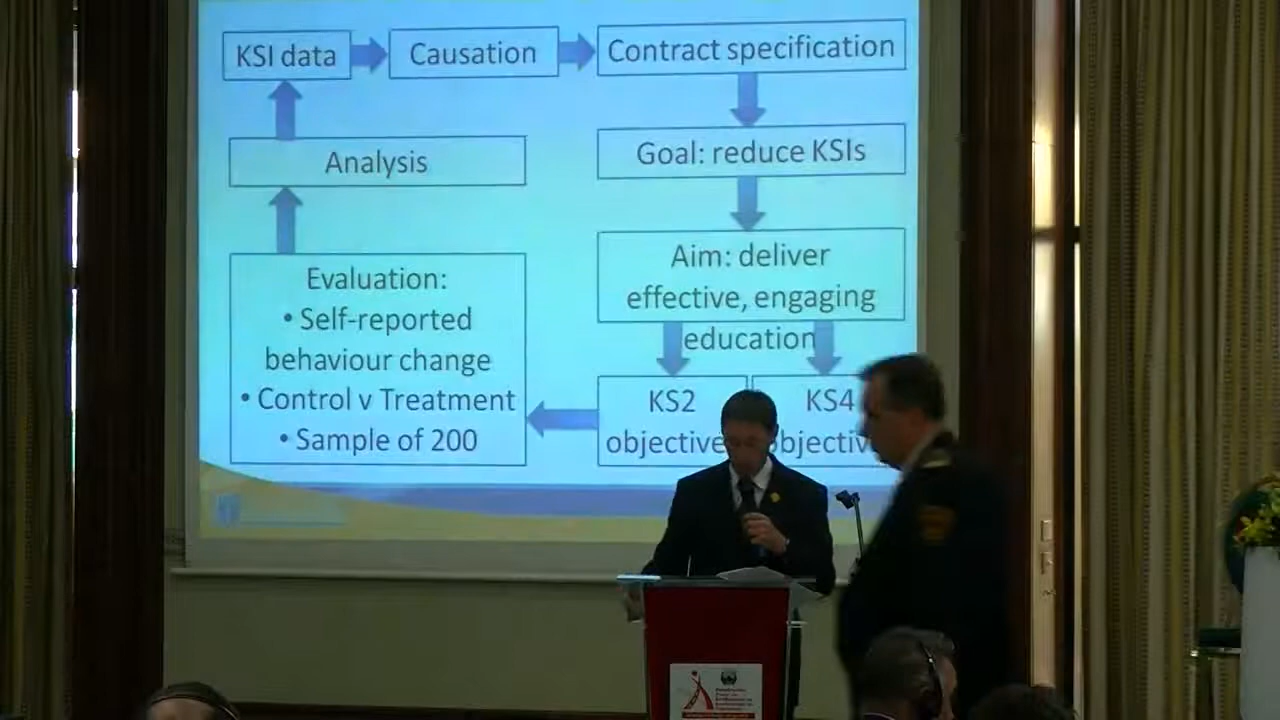 KSI data
Causation
Contract specification
Analysis
Goal: reduce KSIs
Aim: deliver
effective, engaging
education
Evaluation:
• Self-reported
behaviour change
• Control v Treatment
• Sample of 200
KS2
objective
KS4
objectiv